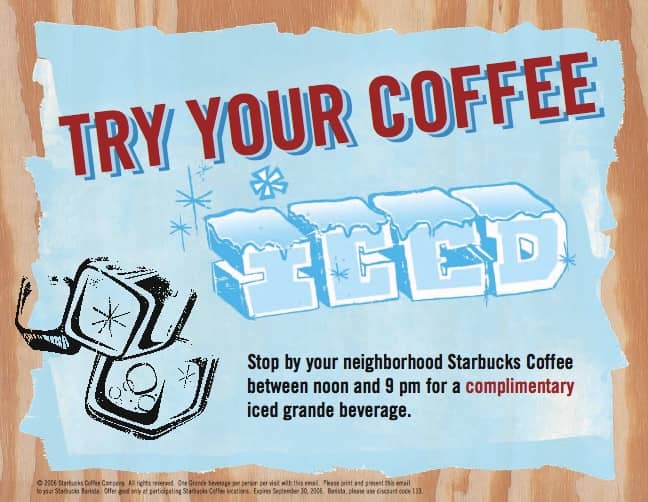 TRY YOUR COFFEE
ICED
Stop by your neighborhood Starbucks Coffee
between noon and 9 pm for a complimentary
iced grande beverage.
© 2006 Starbucks Coffee Company. All rights reserved. One Grande beverage per person per visit with this email. Please print and present this email
to your Starbucks Barista. Offer good only at participating Starbucks Coffee locations. Expires September 30, 2006. Barista, please use discount code 113.